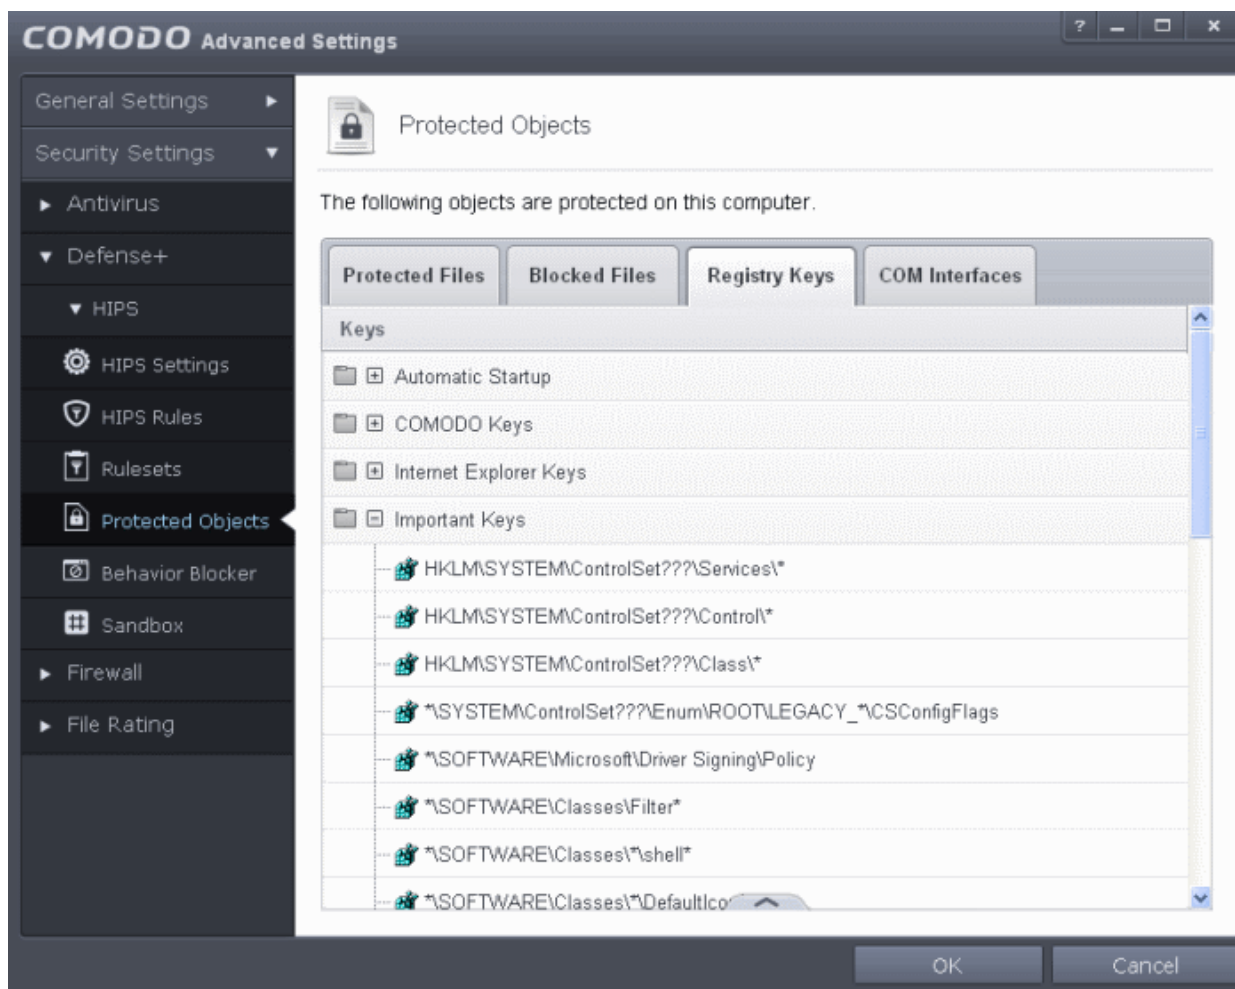 COMODO Advanced Settings
General Settings
Security Settings
Antivirus
Defense+
HIPS
HIPS Settings
HIPS Rules
Rulesets
Protected Objects
Behavior Blocker
Sandbox
Firewall
File Rating
Protected Objects
The following objects are protected on this computer.
Protected Files Blocked Files Registry Keys COM Interfaces
Keys
Automatic Startup
COMODO Keys
Internet Explorer Keys
Important Keys
HKLM\SYSTEM\ControlSet???\Services\*
HKLM\SYSTEM\ControlSet???\Control\*
HKLM\SYSTEM\ControlSet???\Class\*
*\SYSTEM\ControlSet???\Enum\ROOT\LEGACY_*\CSConfigFlags
*\SOFTWARE\Microsoft\Driver Signing\Policy
*\SOFTWARE\Classes\Filter*
*\SOFTWARE\Classes\*\shell*
*\SOFTWARE\Classes\*\DefaultIco
OK Cancel